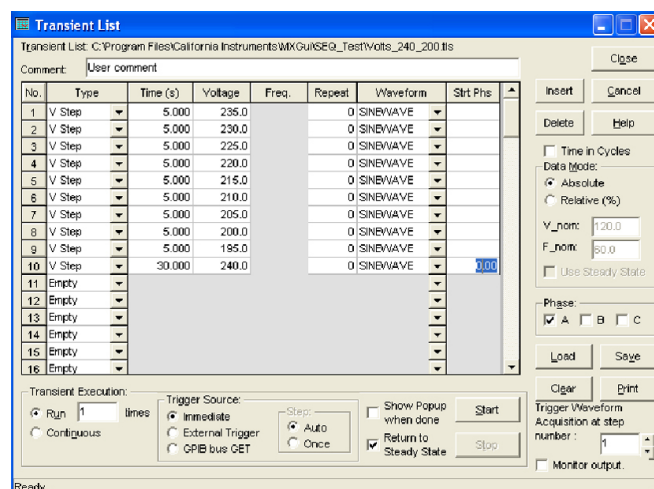 Transient List
Transient List: C:\Program Files\California Instruments\MXGui\SEQ_Test\Volts_240_200.tls
Close
Comment: User comment
No. Type Time (s) Voltage Freq. Repeat Waveform Strt Phs
1 V Step 5.000 235.0 0 SINEWAVE
2 V Step 5.000 230.0 0 SINEWAVE
3 V Step 5.000 225.0 0 SINEWAVE
4 V Step 5.000 220.0 0 SINEWAVE
5 V Step 5.000 215.0 0 SINEWAVE
6 V Step 5.000 210.0 0 SINEWAVE
7 V Step 5.000 205.0 0 SINEWAVE
8 V Step 5.000 200.0 0 SINEWAVE
9 V Step 5.000 195.0 0 SINEWAVE
10 V Step 30.000 240.0 0 SINEWAVE 0.00
11 Empty
12 Empty
13 Empty
14 Empty
15 Empty
16 Empty
Insert Cancel
Delete Help
Time in Cycles
Data Mode:
Absolute
Relative (%)
V_nom: 120.0
F_nom: 60.0
Use Steady State
Phase:
A B C
Load Save
Clear Print
Transient Execution:
Run 1 times
Continuous
Trigger Source:
Immediate
External Trigger
GPIB bus GET
Step:
Auto
Once
Show Popup when done
Return to Steady State
Start
Stop
Trigger Waveform
Acquisition at step
number : 1
Monitor output.
Ready